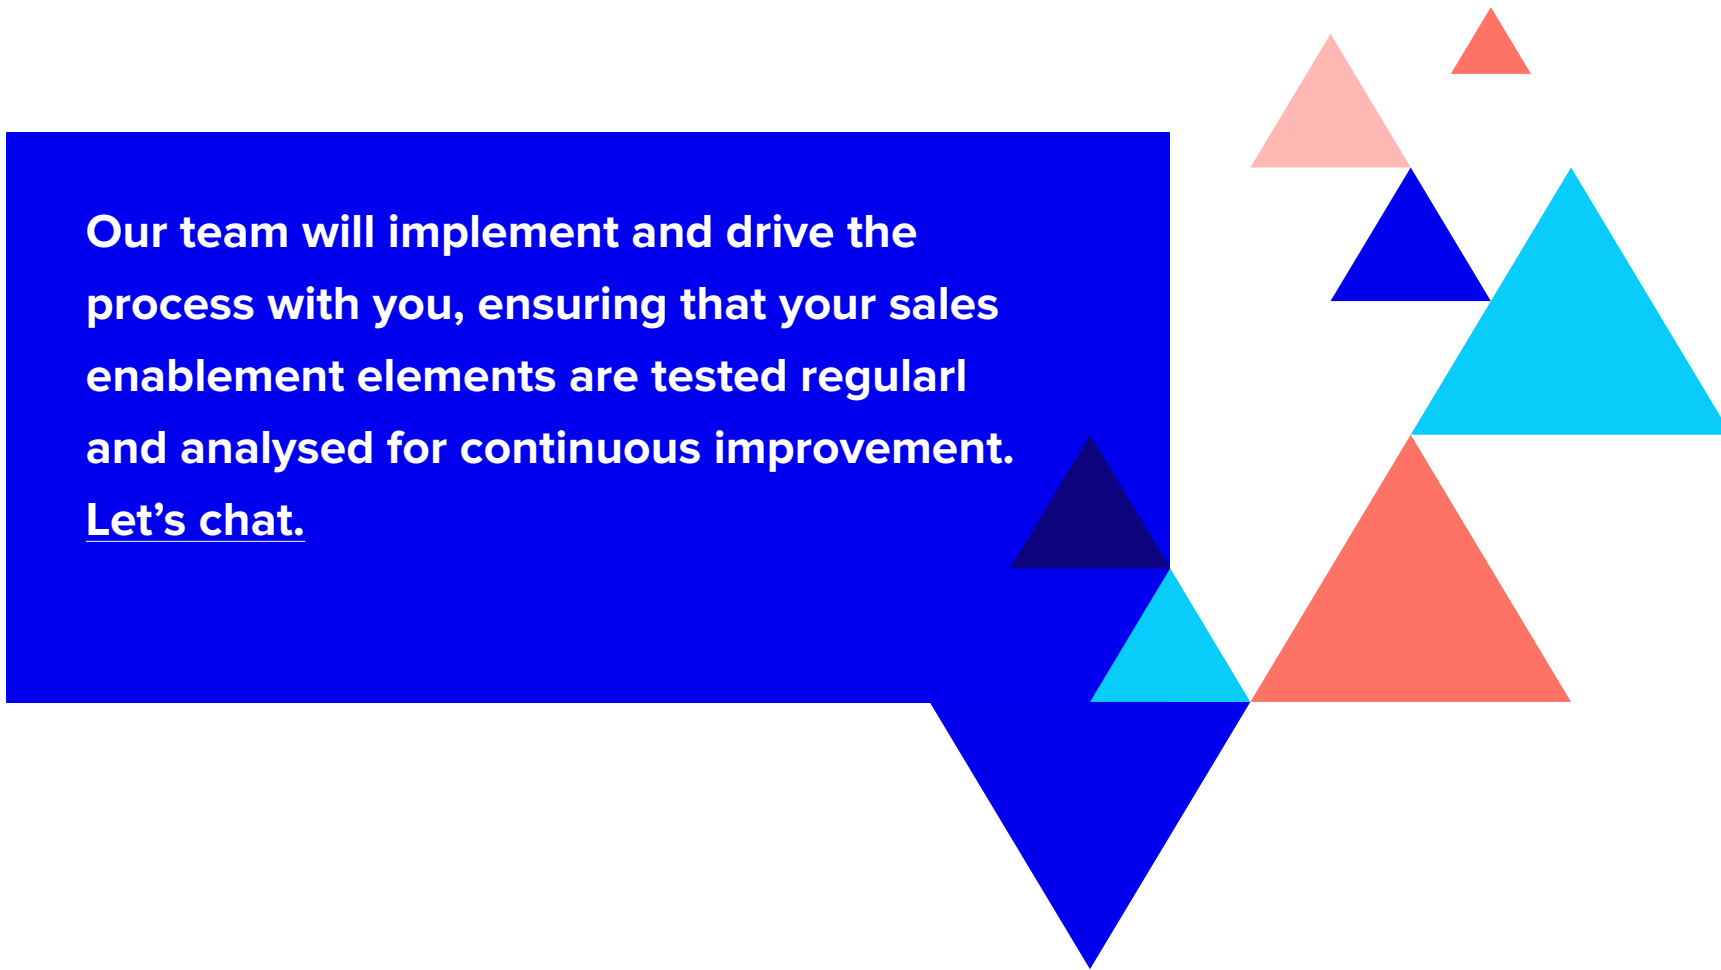 Our team will implement and drive the
process with you, ensuring that your sales
enablement elements are tested regularl
and analysed for continuous improvement.
Let’s chat.